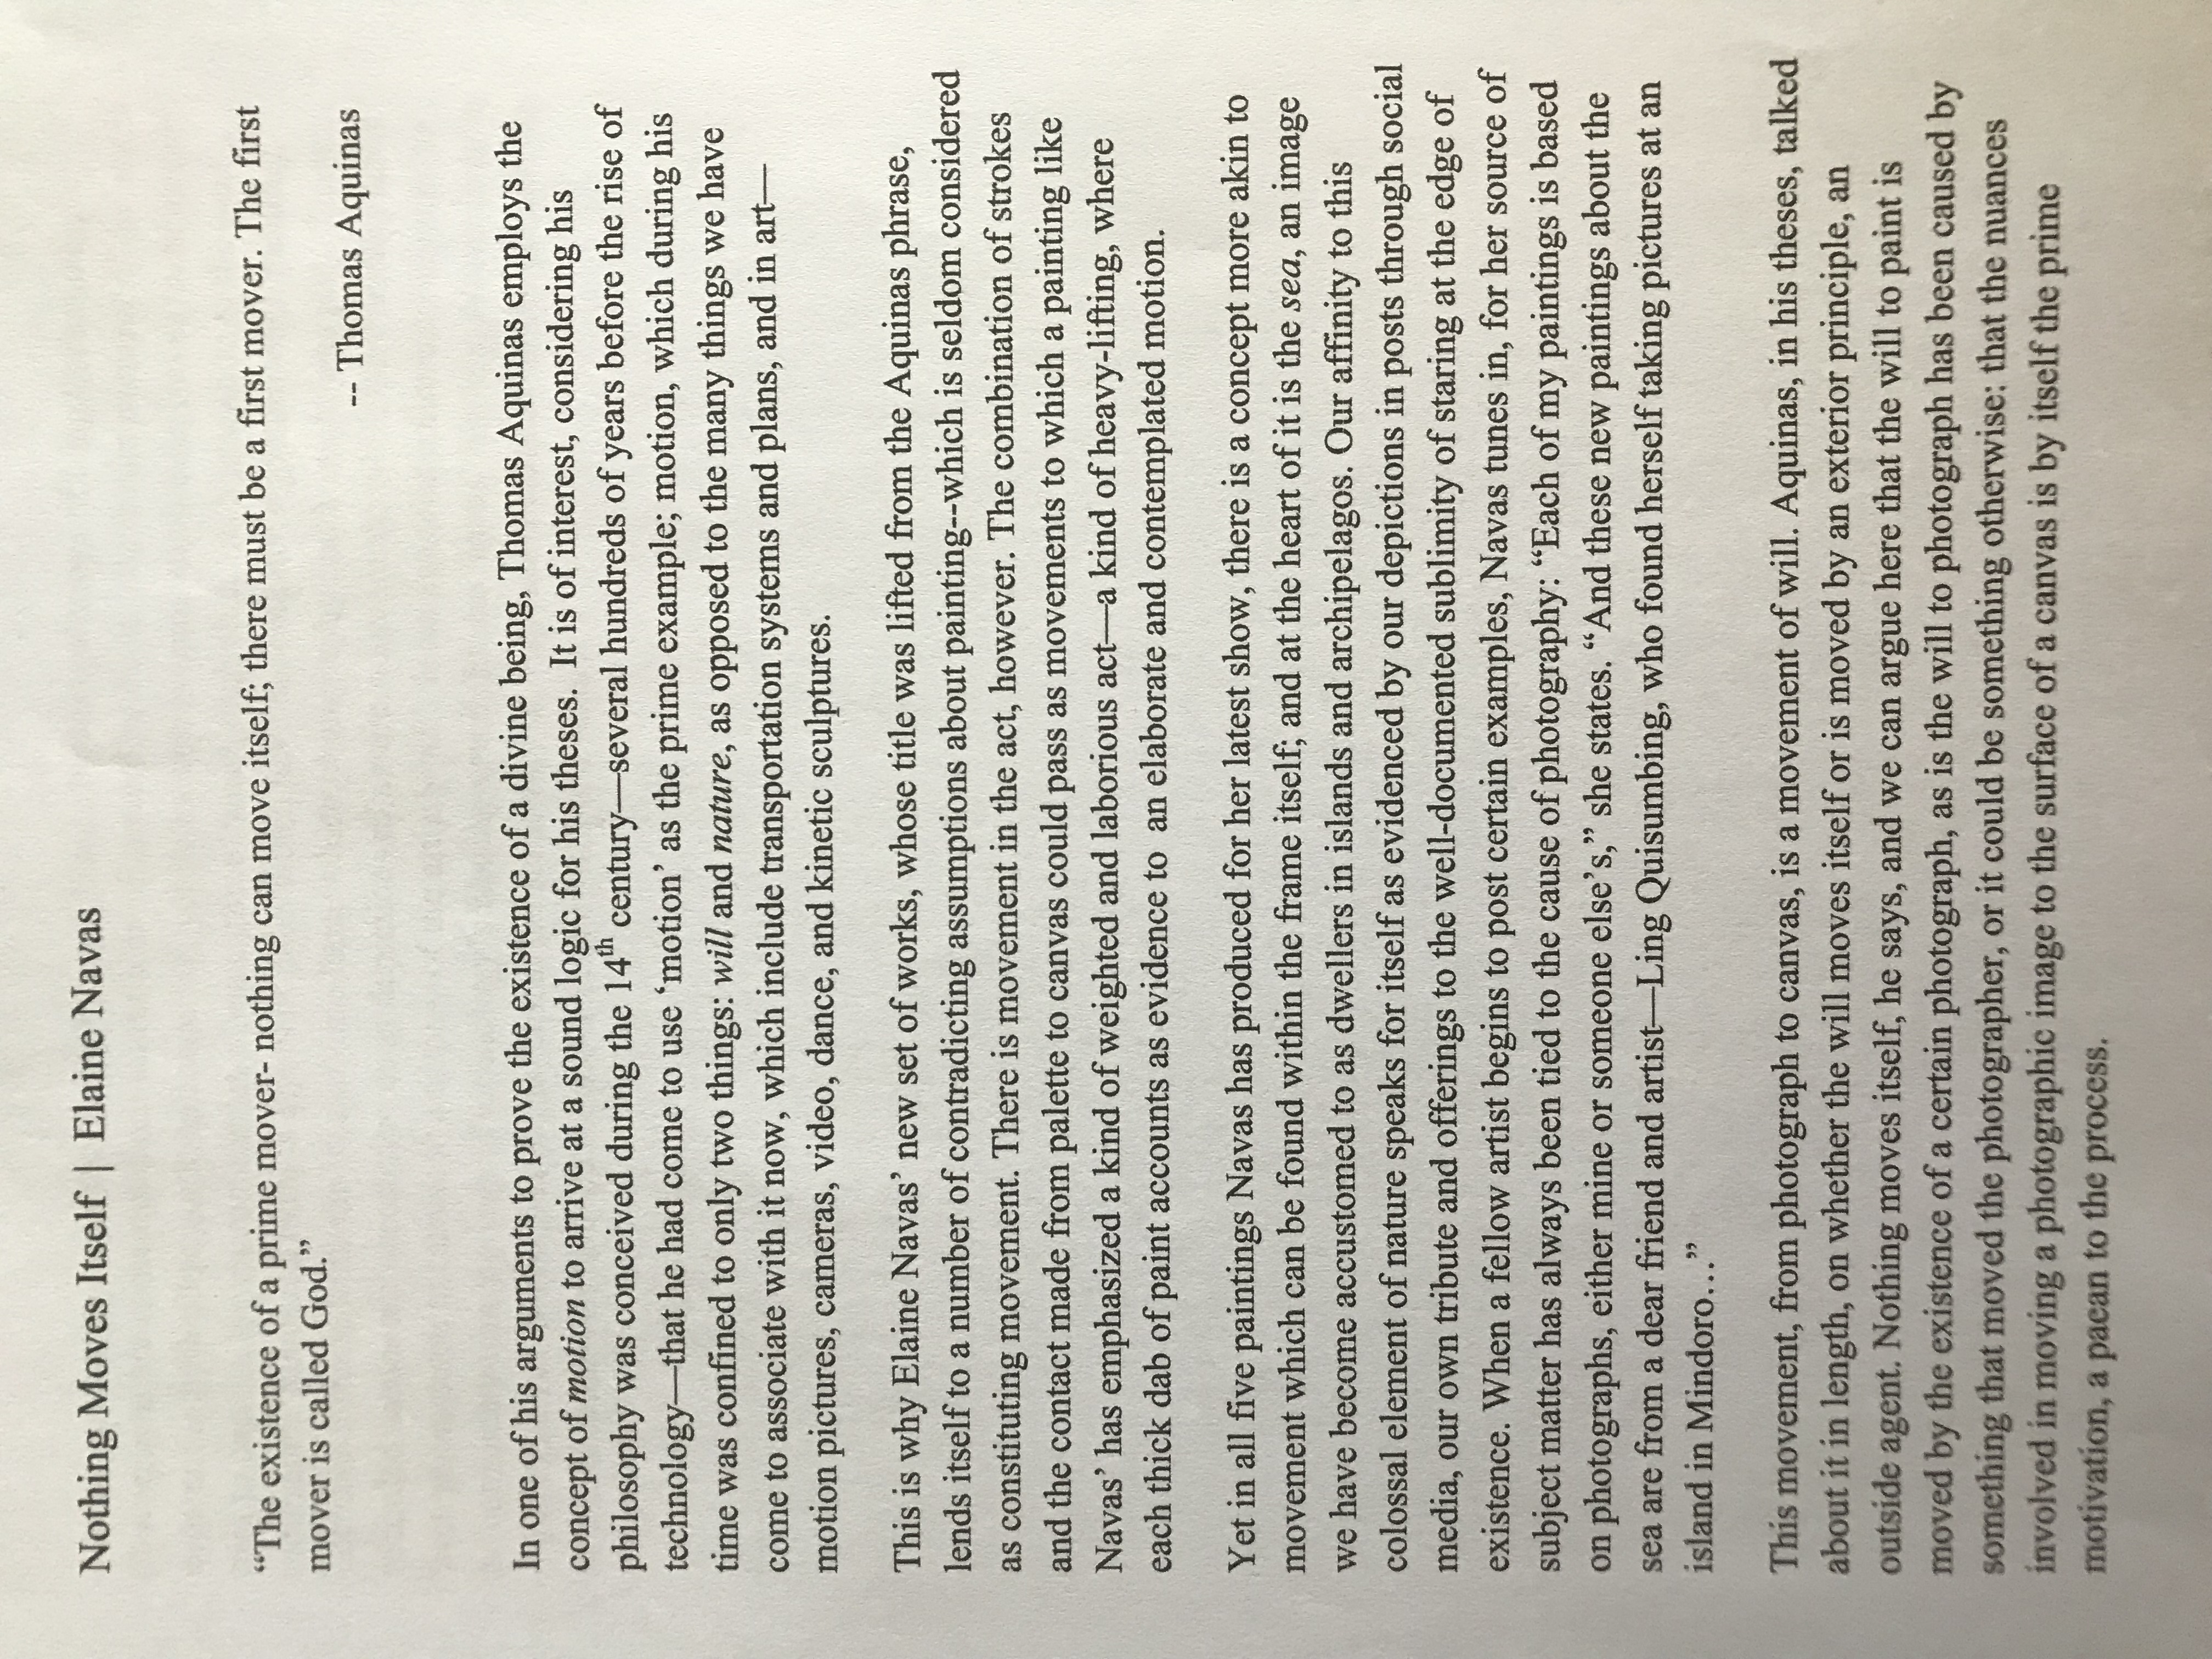 Nothing Moves Itself | Elaine Navas
“The existence of a prime mover- nothing can move itself; there must be a first mover. The first
mover is called God.”
-- Thomas Aquinas
In one of his arguments to prove the existence of a divine being, Thomas Aquinas employs the
concept of motion to arrive at a sound logic for his theses.  It is of interest, considering his
philosophy was conceived during the 14th century—several hundreds of years before the rise of
technology—that he had come to use ‘motion’ as the prime example; motion, which during his
time was confined to only two things: will and nature, as opposed to the many things we have
come to associate with it now, which include transportation systems and plans, and in art—
motion pictures, cameras, video, dance, and kinetic sculptures.
This is why Elaine Navas’ new set of works, whose title was lifted from the Aquinas phrase,
lends itself to a number of contradicting assumptions about painting--which is seldom considered
as constituting movement. There is movement in the act, however. The combination of strokes
and the contact made from palette to canvas could pass as movements to which a painting like
Navas’ has emphasized a kind of weighted and laborious act—a kind of heavy-lifting, where
each thick dab of paint accounts as evidence to  an elaborate and contemplated motion.
Yet in all five paintings Navas has produced for her latest show, there is a concept more akin to
movement which can be found within the frame itself; and at the heart of it is the sea, an image
we have become accustomed to as dwellers in islands and archipelagos. Our affinity to this
colossal element of nature speaks for itself as evidenced by our depictions in posts through social
media, our own tribute and offerings to the well-documented sublimity of staring at the edge of
existence. When a fellow artist begins to post certain examples, Navas tunes in, for her source of
subject matter has always been tied to the cause of photography: “Each of my paintings is based
on photographs, either mine or someone else’s,” she states. “And these new paintings about the
sea are from a dear friend and artist—Ling Quisumbing, who found herself taking pictures at an
island in Mindoro…”
This movement, from photograph to canvas, is a movement of will. Aquinas, in his theses, talked
about it in length, on whether the will moves itself or is moved by an exterior principle, an
outside agent. Nothing moves itself, he says, and we can argue here that the will to paint is
moved by the existence of a certain photograph, as is the will to photograph has been caused by
something that moved the photographer, or it could be something otherwise: that the nuances
involved in moving a photographic image to the surface of a canvas is by itself the prime
motivation, a paean to the process.